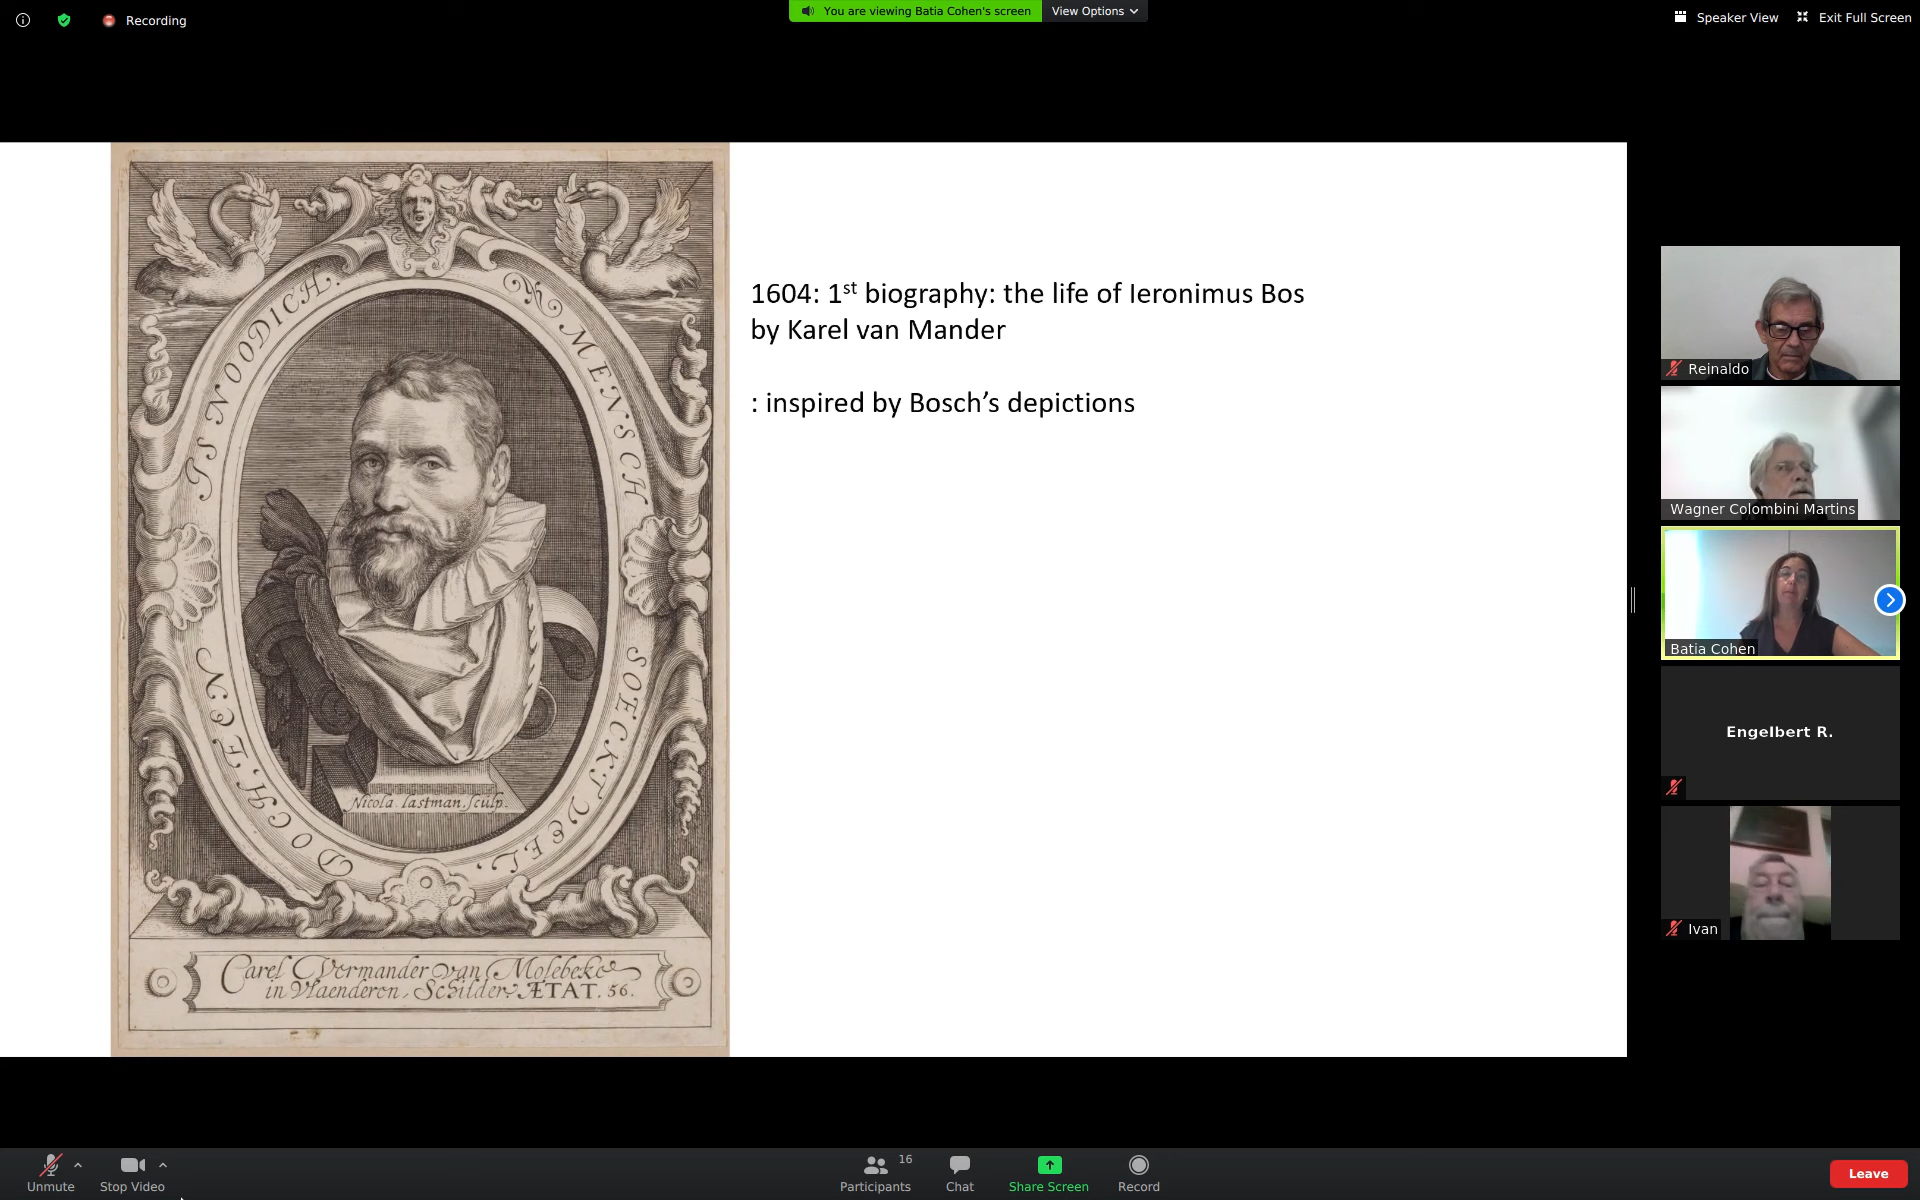 Recording
You are viewing Batia Cohen's screen
View Options
Speaker View
Exit Full Screen
1604: 1st biography: the life of Ieronimus Bos
by Karel van Mander
: inspired by Bosch’s depictions
MENSCH
SOECKT VEEL.
DOCH EEN
IS NOODICH.
Nicola. lastman. sculp.
Carel Vermander van Molebeke
in Vlaenderen, Schilder, ÆTAT. 56.
Reinaldo
Wagner Colombini Martins
Batia Cohen
Engelbert R.
Ivan
Unmute
Stop Video
Participants
16
Chat
Share Screen
Record
Leave